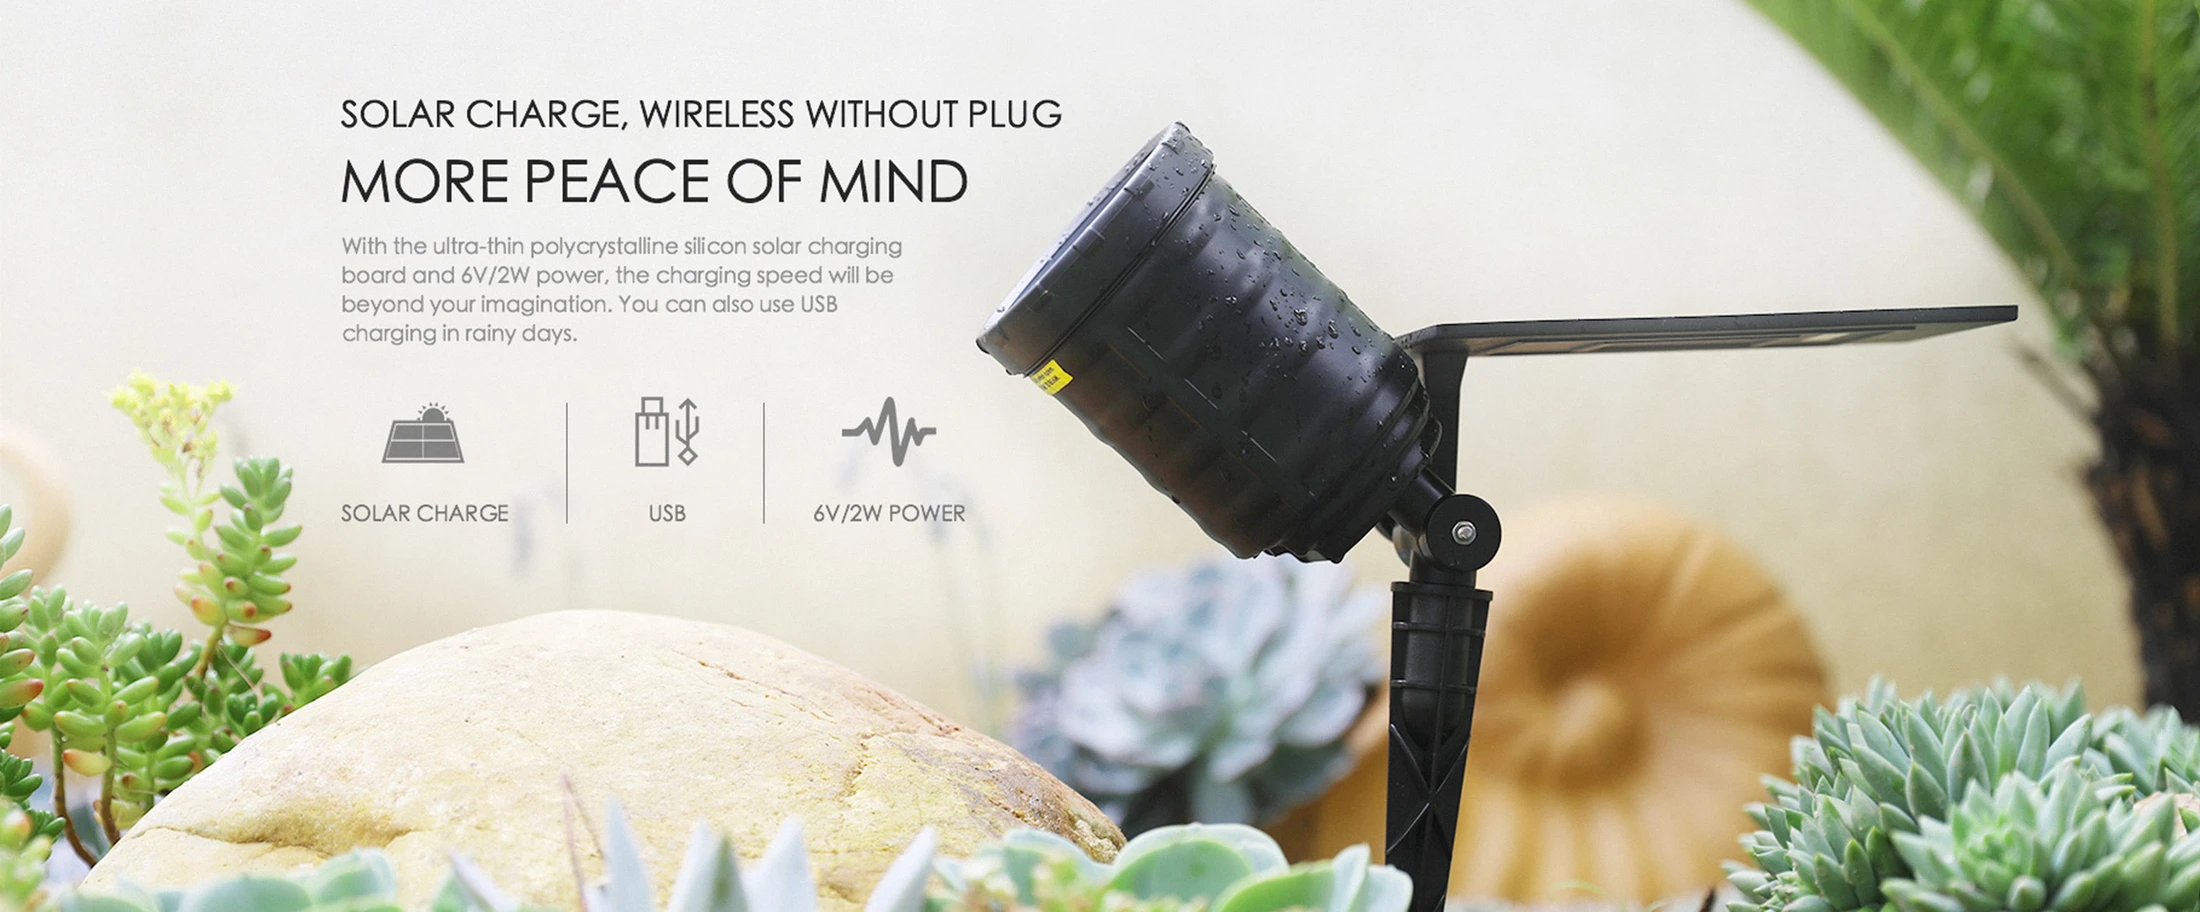 SOLAR CHARGE, WIRELESS WITHOUT PLUG
MORE PEACE OF MIND
With the ultra-thin polycrystalline silicon solar charging
board and 6V/2W power, the charging speed will be
beyond your imagination. You can also use USB
charging in rainy days.
SOLAR CHARGE
USB
6V/2W POWER